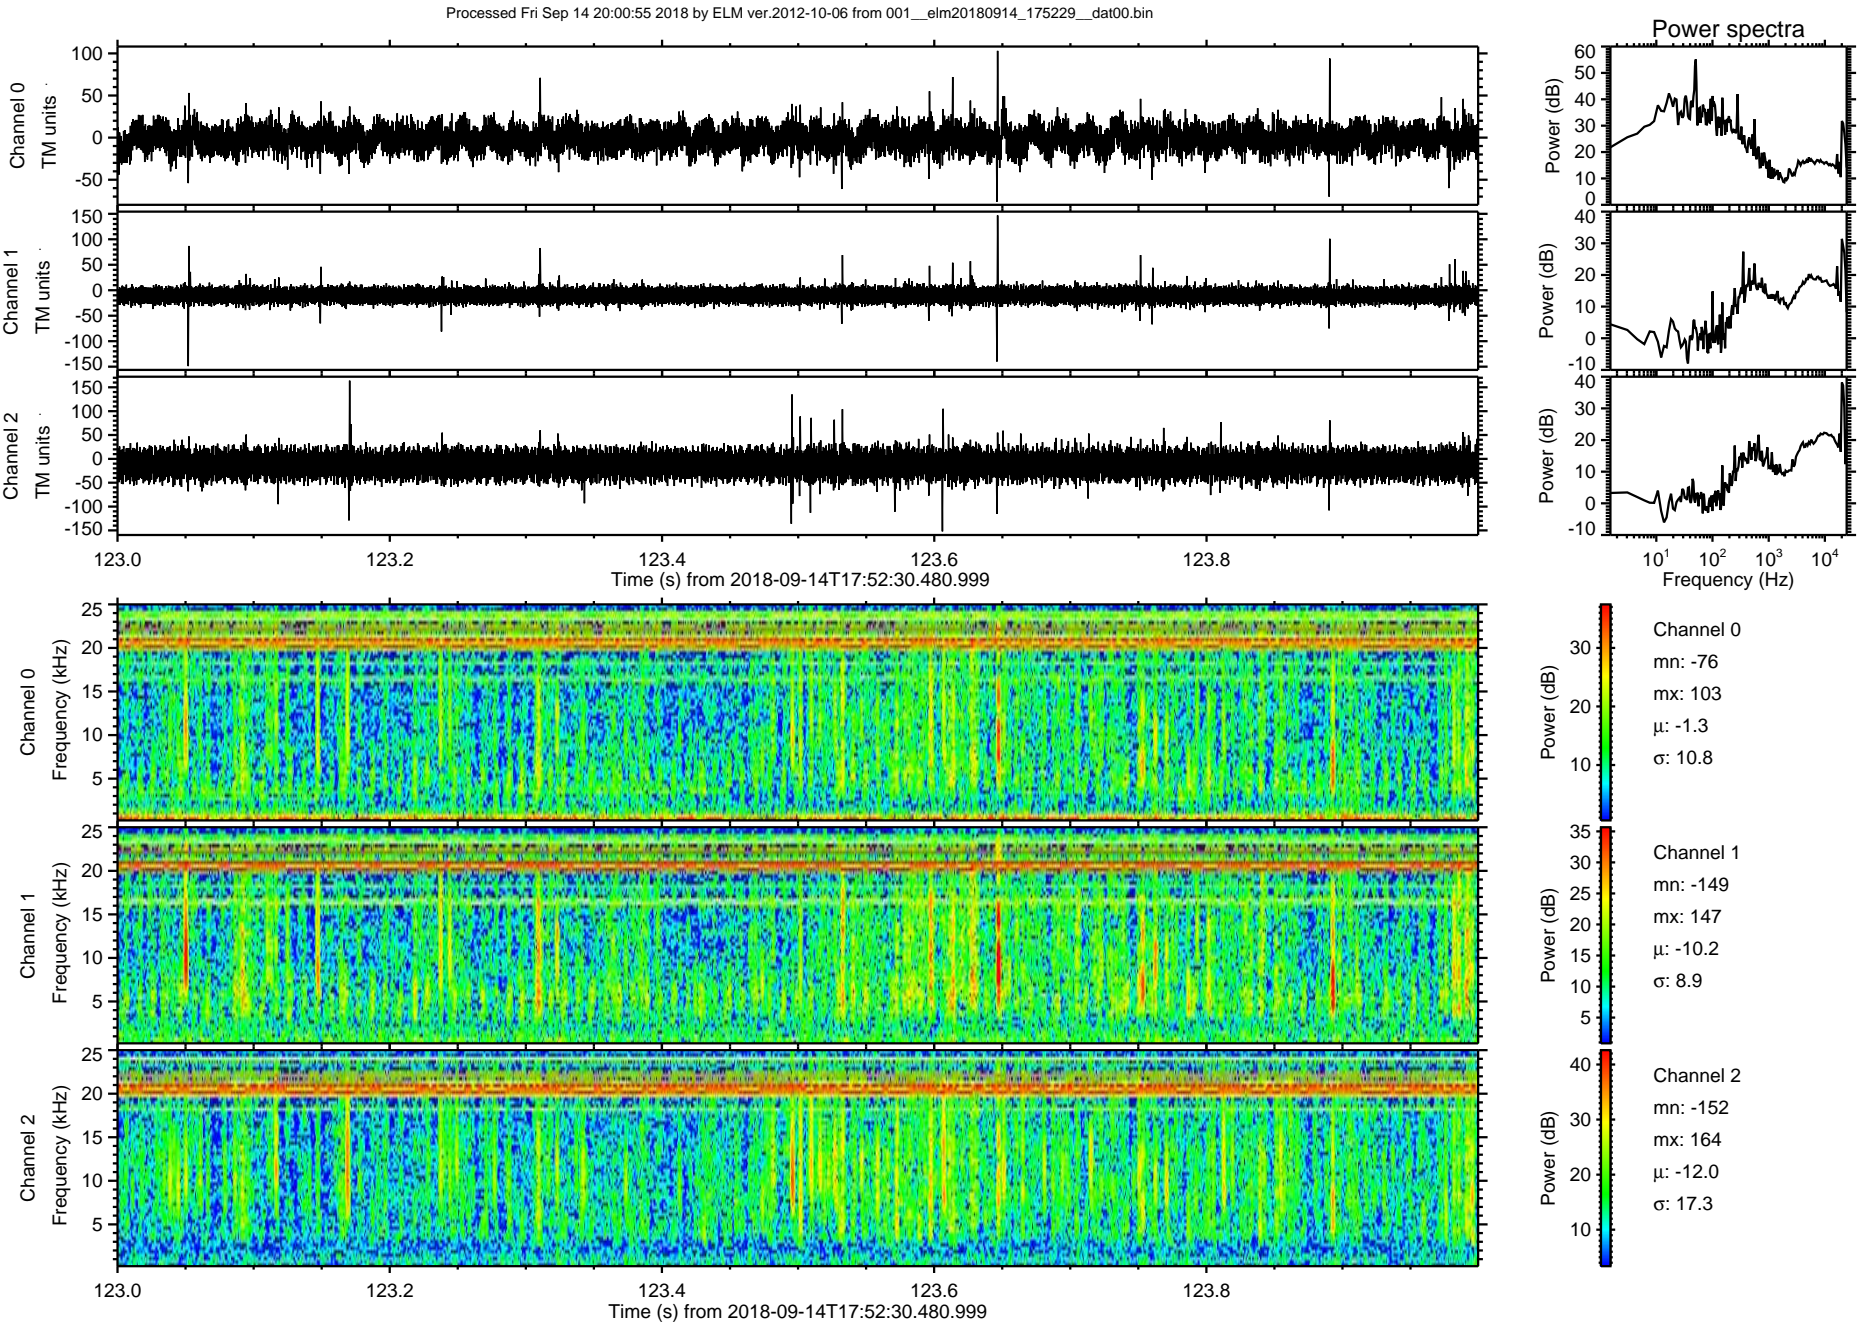 Processed Fri Sep 14 20:00:55 2018 by ELM ver.2012-10-06 from 001__elm20180914_175229__dat00.bin
Power spectra
Channel 0
TM units
100
50
0
-50
Power (dB)
60
50
40
30
20
10
0
Channel 1
TM units
150
100
50
0
-50
-100
-150
Power (dB)
40
30
20
10
0
-10
Channel 2
TM units
150
100
50
0
-50
-100
-150
Power (dB)
40
30
20
10
0
-10
123.0 123.2 123.4 123.6 123.8
Time (s) from 2018-09-14T17:52:30.480.999
10^1 10^2 10^3 10^4
Frequency (Hz)
Channel 0
Frequency (kHz)
25
20
15
10
5
Power (dB)
30
20
10
Channel 0
mn: -76
mx: 103
μ: -1.3
σ: 10.8
Channel 1
Frequency (kHz)
25
20
15
10
5
Power (dB)
35
30
25
20
15
10
5
Channel 1
mn: -149
mx: 147
μ: -10.2
σ: 8.9
Channel 2
Frequency (kHz)
25
20
15
10
5
Power (dB)
40
30
20
10
Channel 2
mn: -152
mx: 164
μ: -12.0
σ: 17.3
123.0 123.2 123.4 123.6 123.8
Time (s) from 2018-09-14T17:52:30.480.999